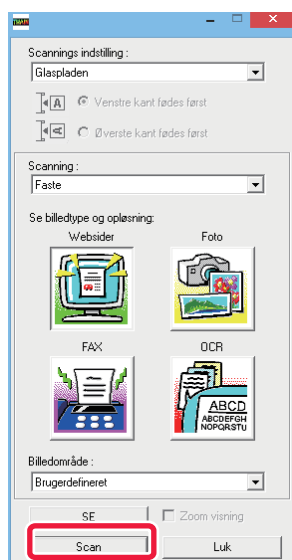 TWAIN
Scannings indstilling :
Glaspladen
A Venstre kant fødes først
A Øverste kant fødes først
Scanning :
Faste
Se billedtype og opløsning:
Websider Foto
FAX OCR
ABCD
ABCDEFGH
NOPQRSTU
Billedområde :
Brugerdefineret
SE Zoom visning
Scan Luk